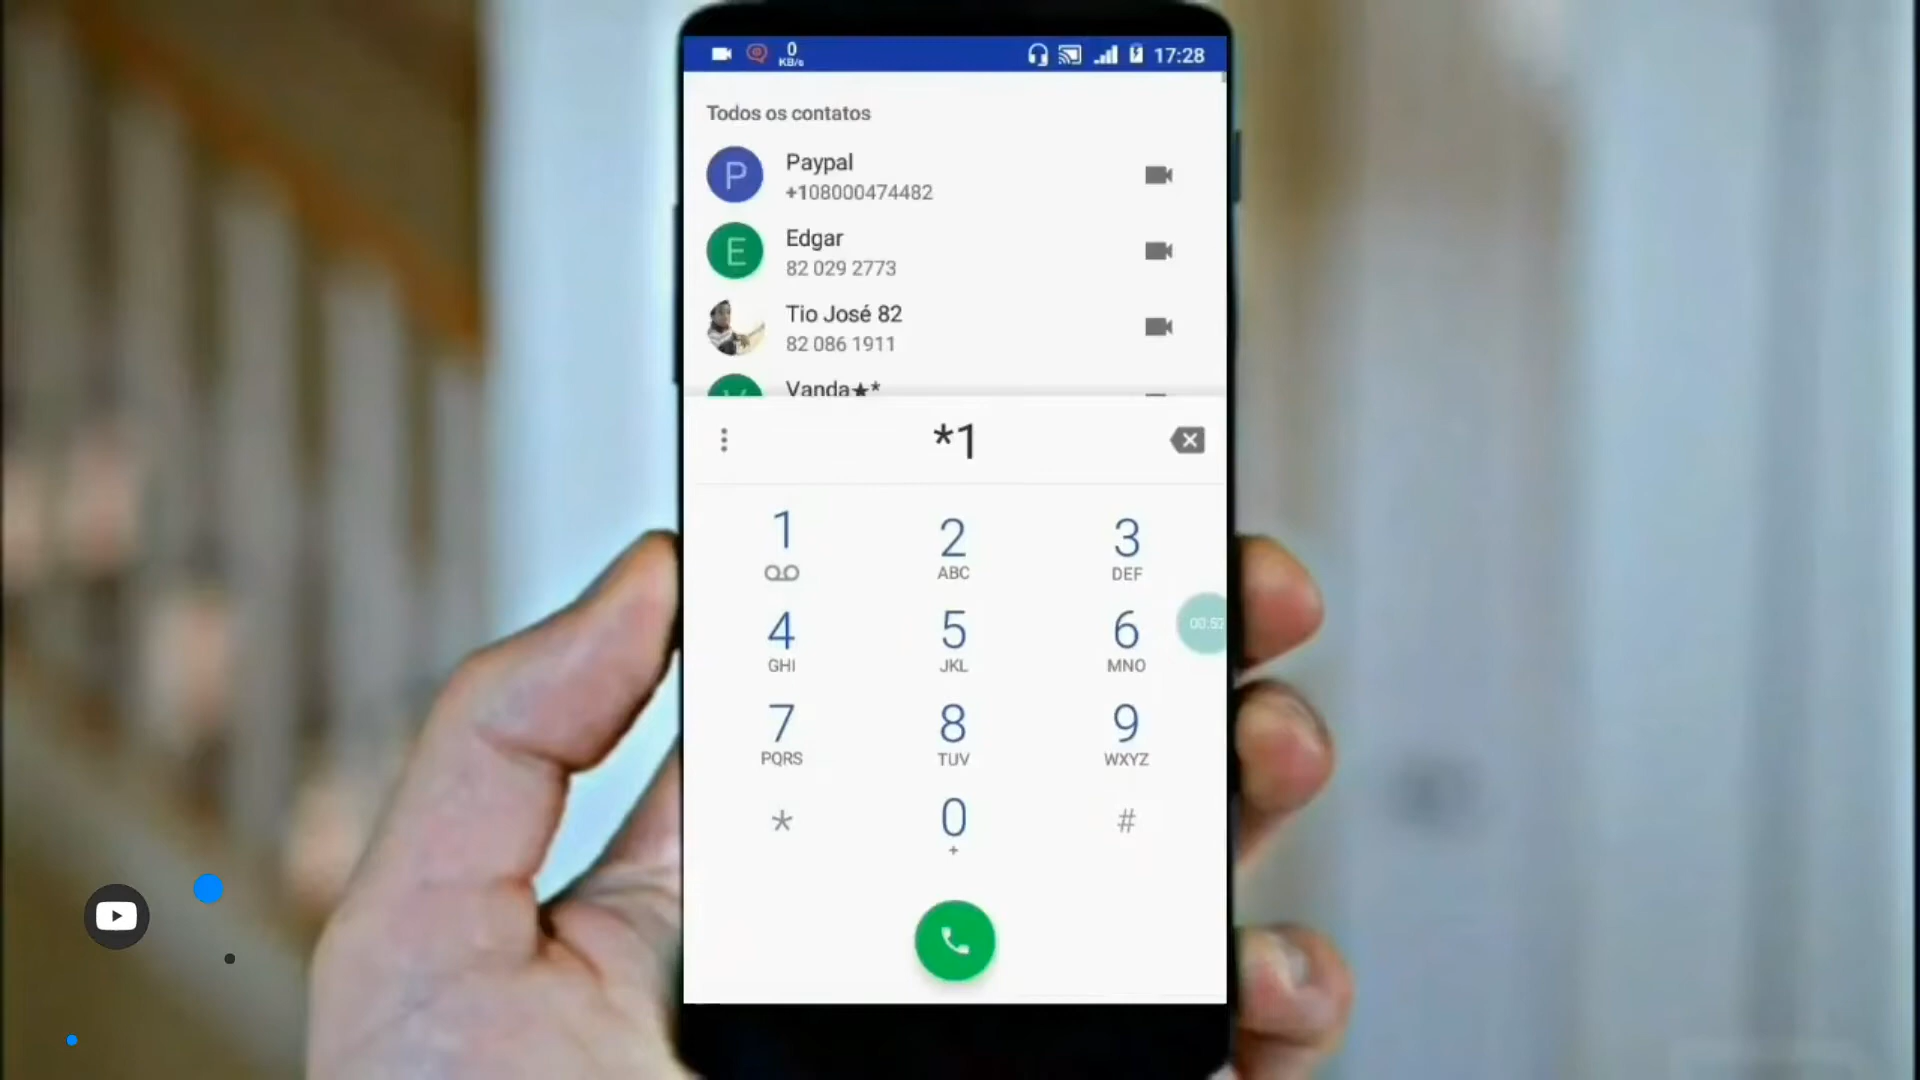 0
KB/s
17:28
Todos os contatos
P
Paypal
+108000474482
E
Edgar
82 029 2773
Tio José 82
82 086 1911
Vanda★*
*1
1
2
3
ABC
DEF
4
5
6
00:52
GHI
JKL
MNO
7
8
9
PQRS
TUV
WXYZ
*
0
#
+